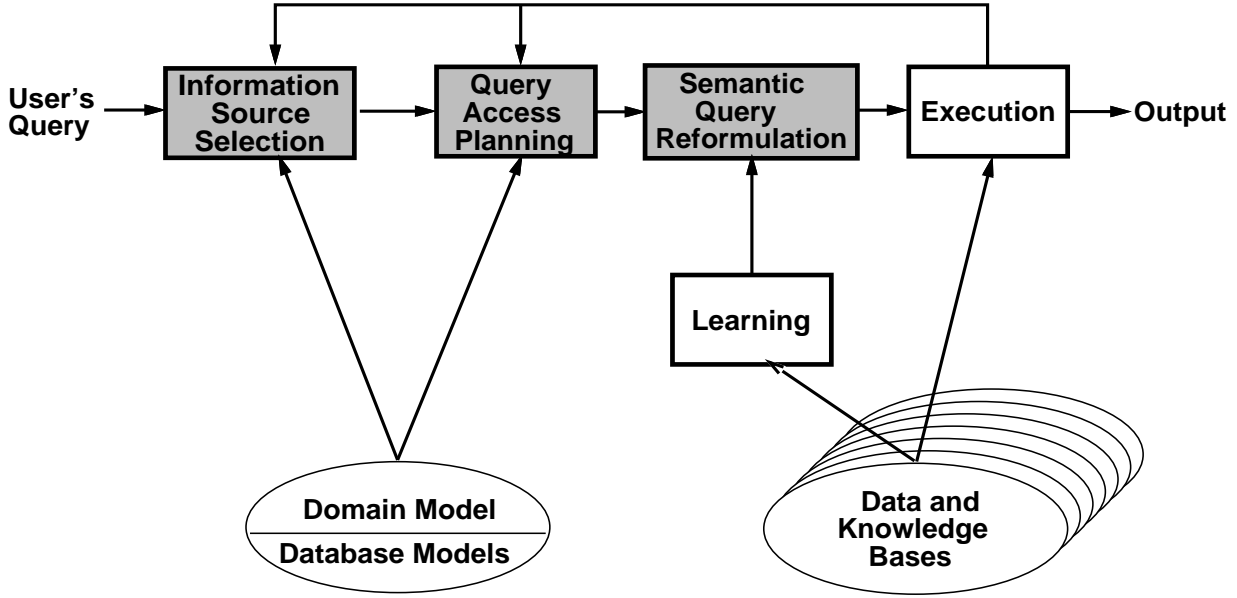 User's
Query
Information
Source
Selection
Query
Access
Planning
Semantic
Query
Reformulation
Execution
Output
Learning
Domain Model
Database Models
Data and
Knowledge
Bases